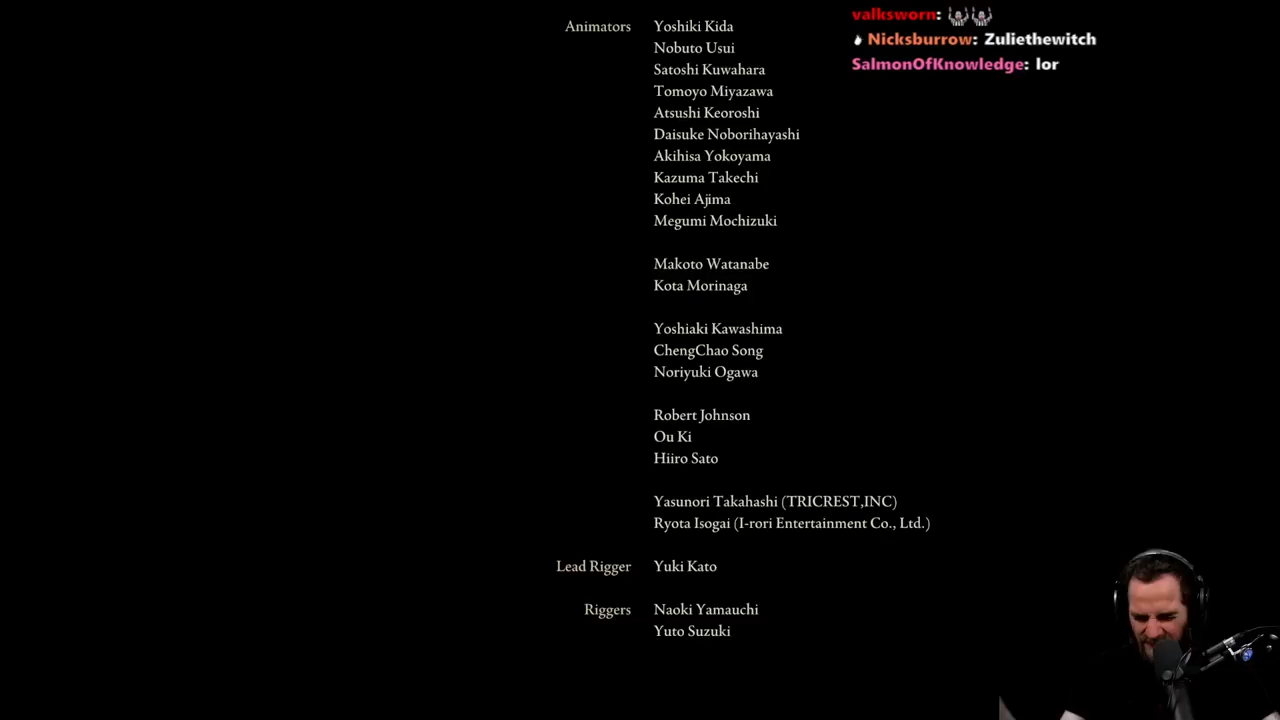 Animators Yoshiki Kida
Nobuto Usui
Satoshi Kuwahara
Tomoyo Miyazawa
Atsushi Keoroshi
Daisuke Noborihayashi
Akihisa Yokoyama
Kazuma Takechi
Kohei Ajima
Megumi Mochizuki
Makoto Watanabe
Kota Morinaga
Yoshiaki Kawashima
ChengChao Song
Noriyuki Ogawa
Robert Johnson
Ou Ki
Hiiro Sato
Yasunori Takahashi (TRICREST,INC)
Ryota Isogai (I-rori Entertainment Co., Ltd.)
Lead Rigger Yuki Kato
Riggers Naoki Yamauchi
Yuto Suzuki
valksworn:
Nicksburrow: Zuliethewitch
SalmonOfKnowledge: lor